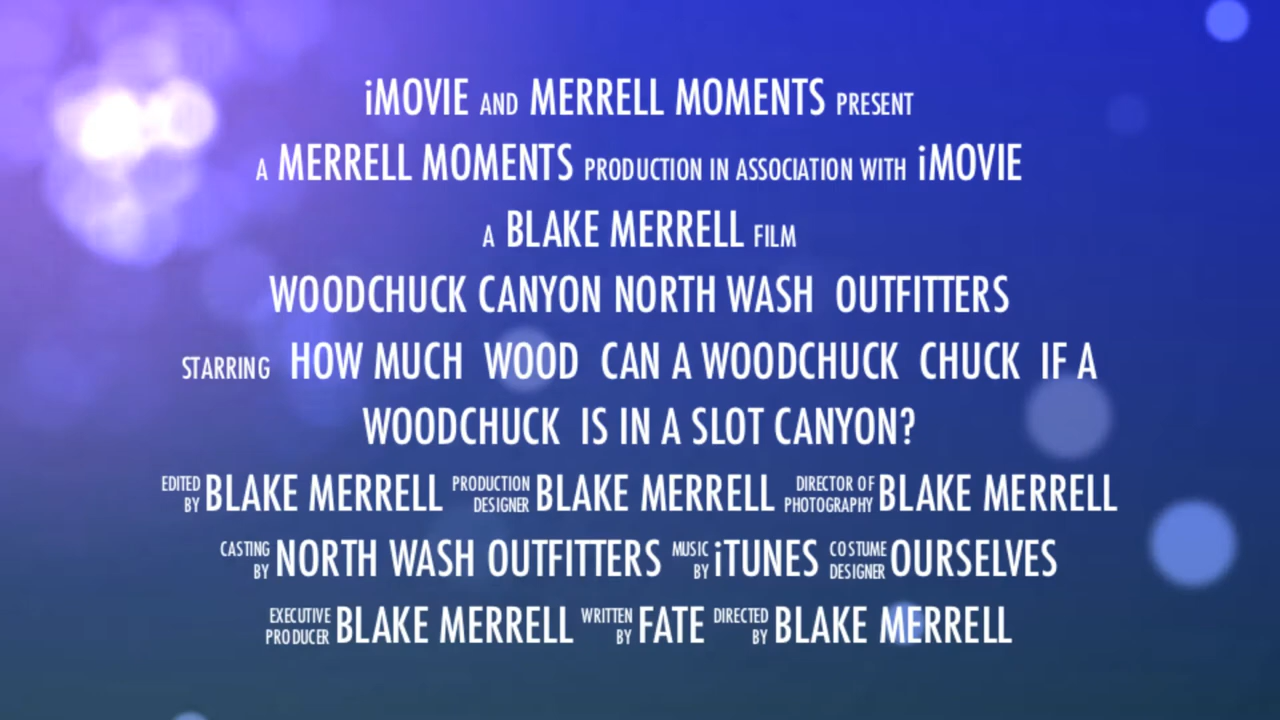 iMOVIE AND MERRELL MOMENTS PRESENT
A MERRELL MOMENTS PRODUCTION IN ASSOCIATION WITH iMOVIE
A BLAKE MERRELL FILM
WOODCHUCK CANYON NORTH WASH OUTFITTERS
STARRING HOW MUCH WOOD CAN A WOODCHUCK CHUCK IF A
WOODCHUCK IS IN A SLOT CANYON?
EDITED BY BLAKE MERRELL PRODUCTION DESIGNER BLAKE MERRELL DIRECTOR OF PHOTOGRAPHY BLAKE MERRELL
CASTING BY NORTH WASH OUTFITTERS MUSIC BY iTUNES COSTUME DESIGNER OURSELVES
EXECUTIVE PRODUCER BLAKE MERRELL WRITTEN BY FATE DIRECTED BY BLAKE MERRELL